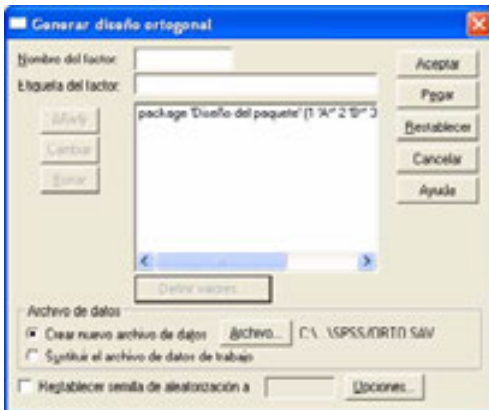 Generar diseño ortogonal
Nombre del factor:
Etiqueta del factor:
Añadir
Cambiar
Borrar
package 'Diseño del paquete' (1 'A*' 2 'B*' 3
Aceptar
Pegar
Restablecer
Cancelar
Ayuda
Definir valores...
Archivo de datos
Crear nuevo archivo de datos
Archivo...
C:\...\SPSS/ORTO.SAV
Sustituir el archivo de datos de trabajo
Restablecer semilla de aleatorización a
Opciones...